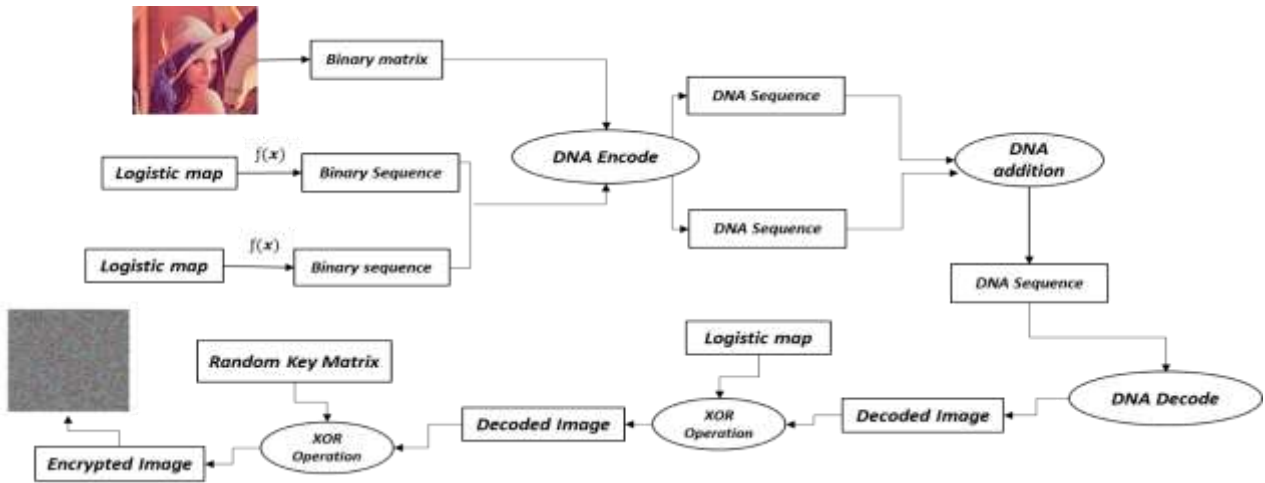 Binary matrix
DNA Sequence
DNA Encode
DNA
addition
f(x)
Logistic map
Binary Sequence
DNA Sequence
f(x)
Logistic map
Binary sequence
DNA Sequence
Logistic map
Random Key Matrix
DNA Decode
XOR
Operation
Decoded Image
Decoded Image
XOR
Operation
Encrypted Image